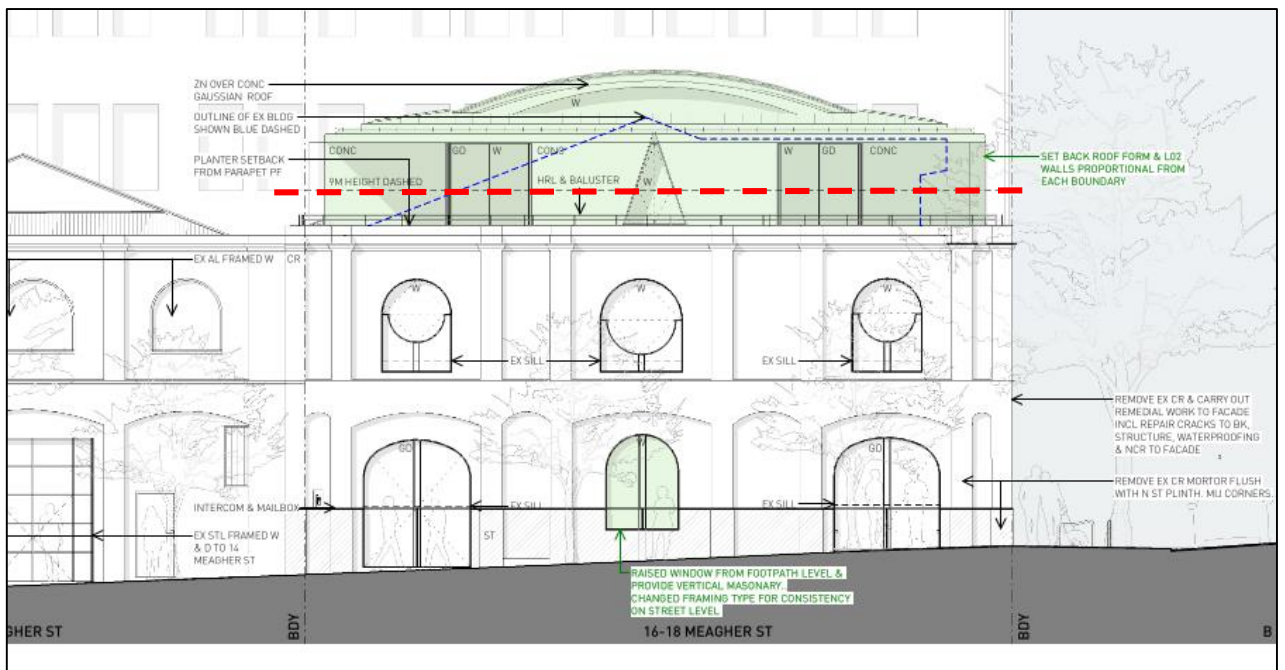 ZN OVER CONC
GAUSSIAN ROOF
W
OUTLINE OF EX BLDG
SHOWN BLUE DASHED
PLANTER SETBACK
FROM PARAPET PF
CONC
GD
W
CONC
W
GD
CONC
9M HEIGHT DASHED
HRL & BALUSTER
W
SET BACK ROOF FORM & L02
WALLS PROPORTIONAL FROM
EACH BOUNDARY
EX AL FRAMED W
CR
W
W
W
EX SILL
EX SILL
REMOVE EX CR & CARRY OUT
REMEDIAL WORK TO FACADE
INCL REPAIR CRACKS TO BK,
STRUCTURE, WATERPROOFING
& NCR TO FACADE
GD
W
GD
REMOVE EX CR MORTOR FLUSH
WITH N ST PLINTH. MIJ CORNERS.
INTERCOM & MAILBOX
EX SILL
EX SILL
EX STL FRAMED W
& D TO 14
MEAGHER ST
ST
RAISED WINDOW FROM FOOTPATH LEVEL &
PROVIDE VERTICAL MASONARY.
CHANGED FRAMING TYPE FOR CONSISTENCY
ON STREET LEVEL
GHER ST
BDY
16-18 MEAGHER ST
BDY
B